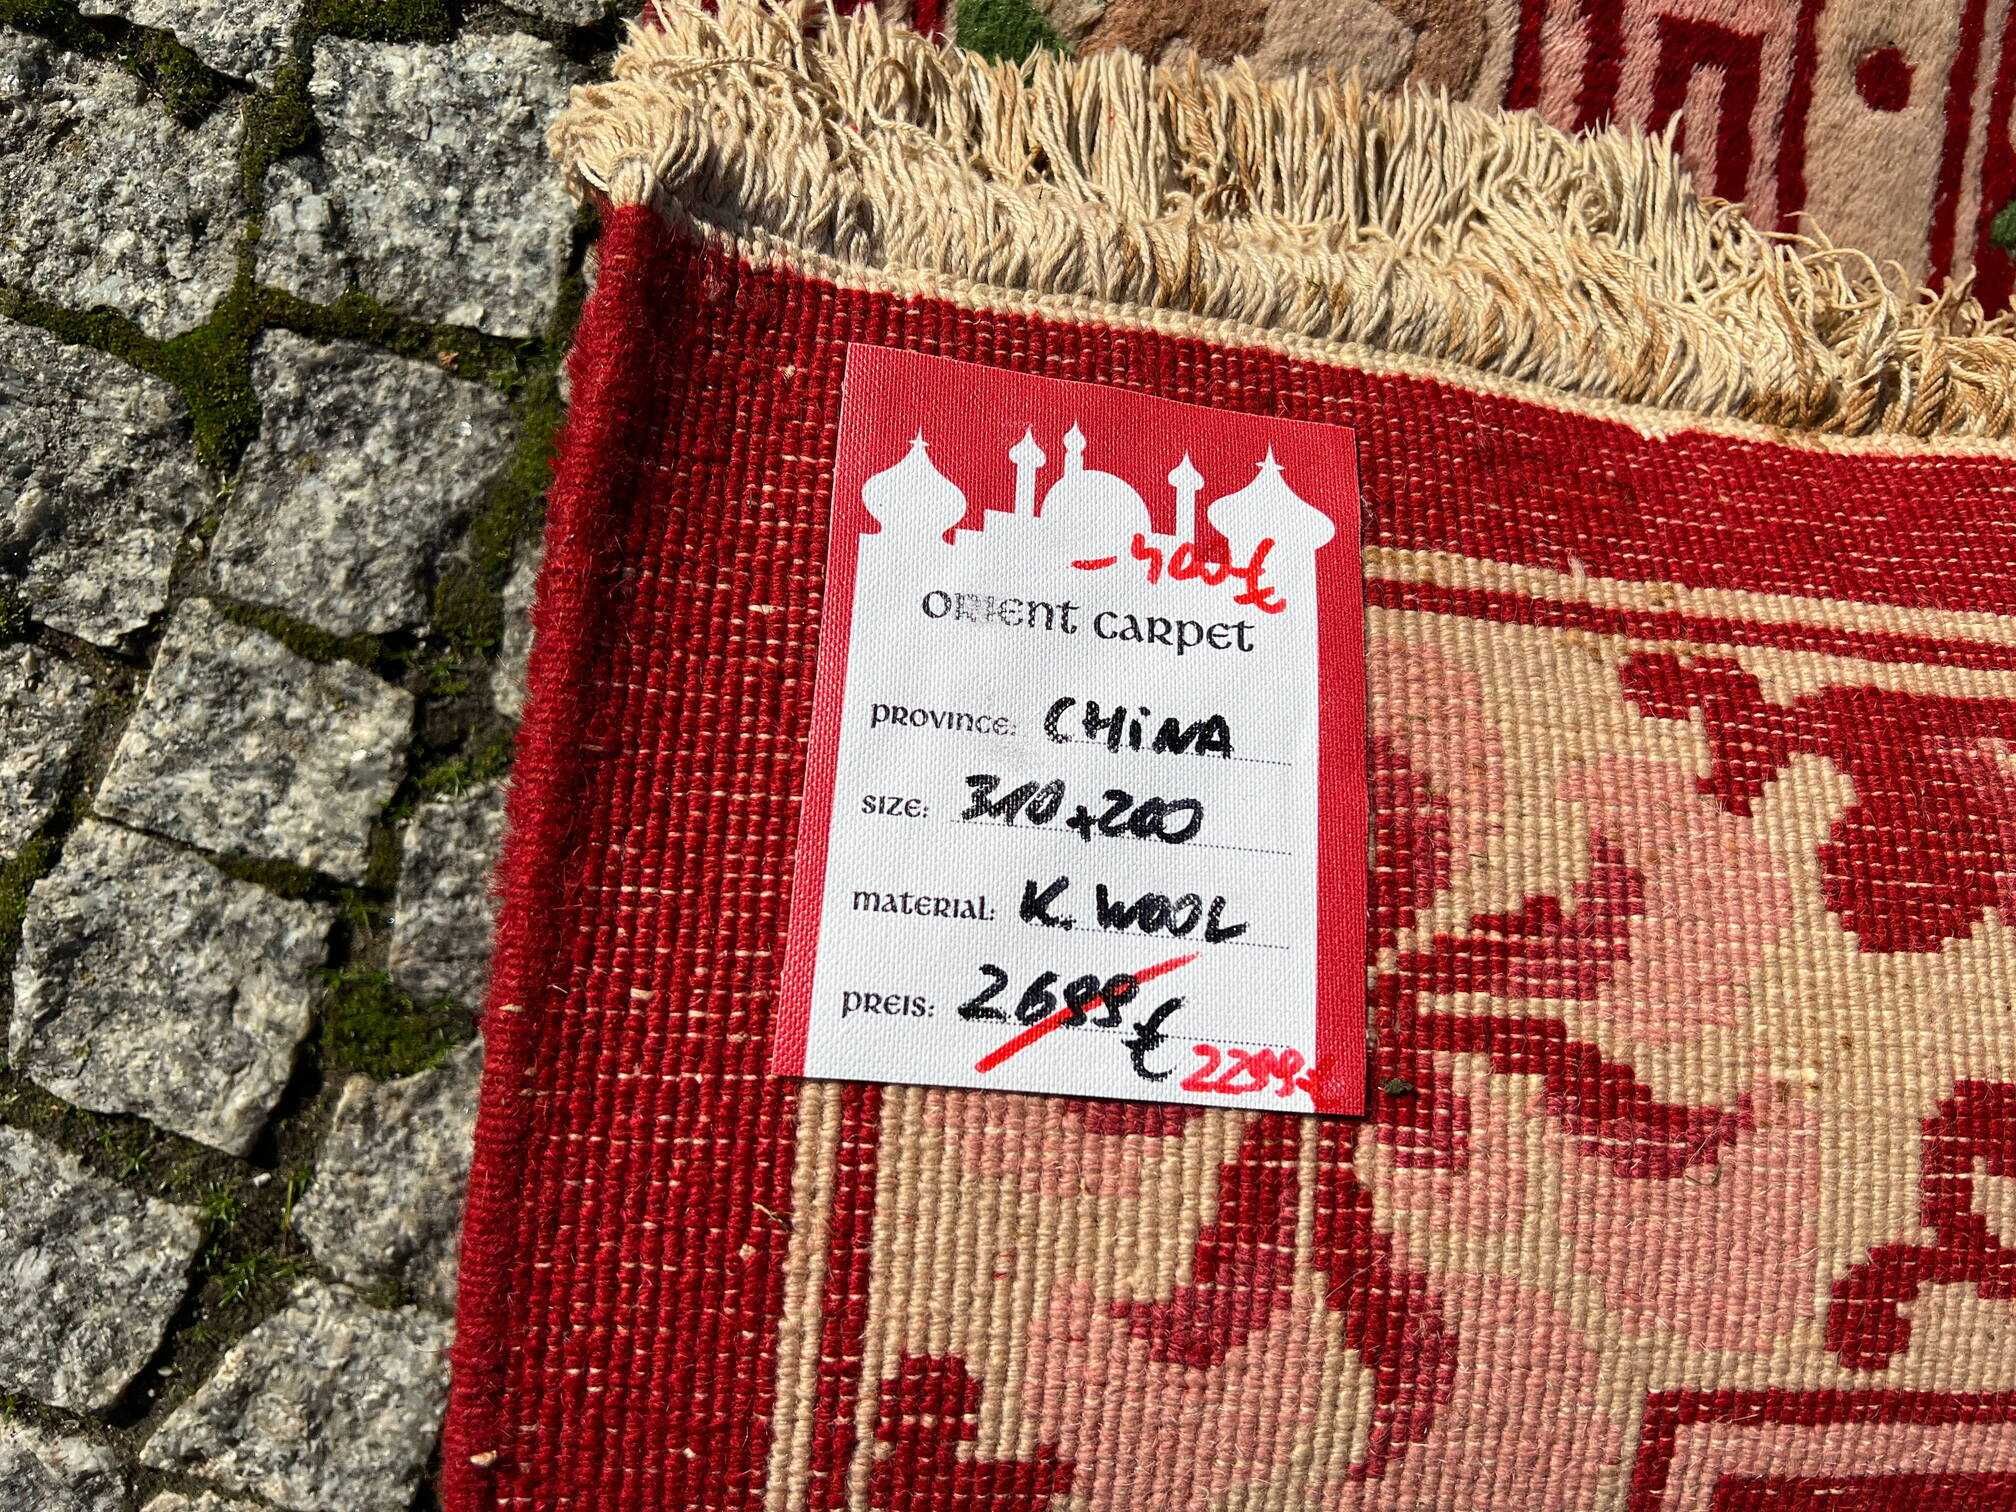 -400€
ORIENT CARPET
PROVINCE: CHINA
SIZE: 310x200
MATERIAL: K. WOOL
PREIS: 2699€
2299.-€